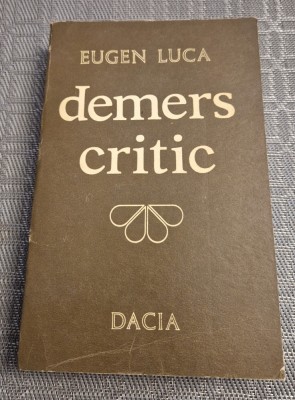 EUGEN LUCA
demers
critic
DACIA